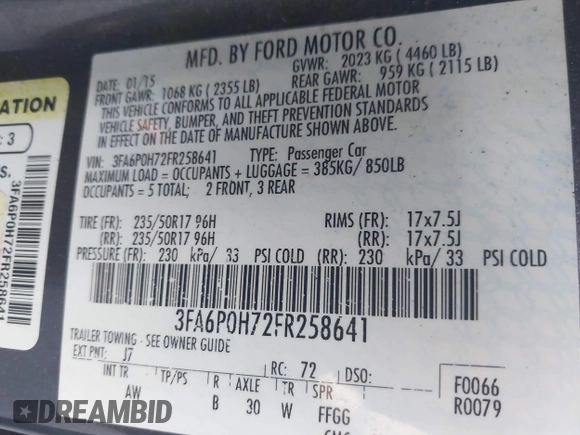 MFD. BY FORD MOTOR CO.
DATE: 01/15 GVWR: 2023 KG ( 4460 LB)
FRONT GAWR: 1068 KG ( 2355 LB) REAR GAWR: 959 KG ( 2115 LB)
THIS VEHICLE CONFORMS TO ALL APPLICABLE FEDERAL MOTOR
VEHICLE SAFETY, BUMPER, AND THEFT PREVENTION STANDARDS
IN EFFECT ON THE DATE OF MANUFACTURE SHOWN ABOVE.
VIN: 3FA6P0H72FR258641 TYPE: Passenger Car
MAXIMUM LOAD = OCCUPANTS + LUGGAGE = 385KG/ 850LB
OCCUPANTS = 5 TOTAL; 2 FRONT, 3 REAR
TIRE (FR): 235/50R17 96H RIMS (FR): 17x7.5J
(RR): 235/50R17 96H (RR): 17x7.5J
PRESSURE (FR): 230 kPa/ 33 PSI COLD (RR): 230 kPa/ 33 PSI COLD
3FA6P0H72FR258641
TRAILER TOWING - SEE OWNER GUIDE
EXT PNT: J7 RC: 72 DSO:
INT TR TP/PS R AXLE TR SPR F0066
AW B 30 W FFGG R0079
ATION
: 3
S.
3FA6P0H72FR258641
DREAMBID